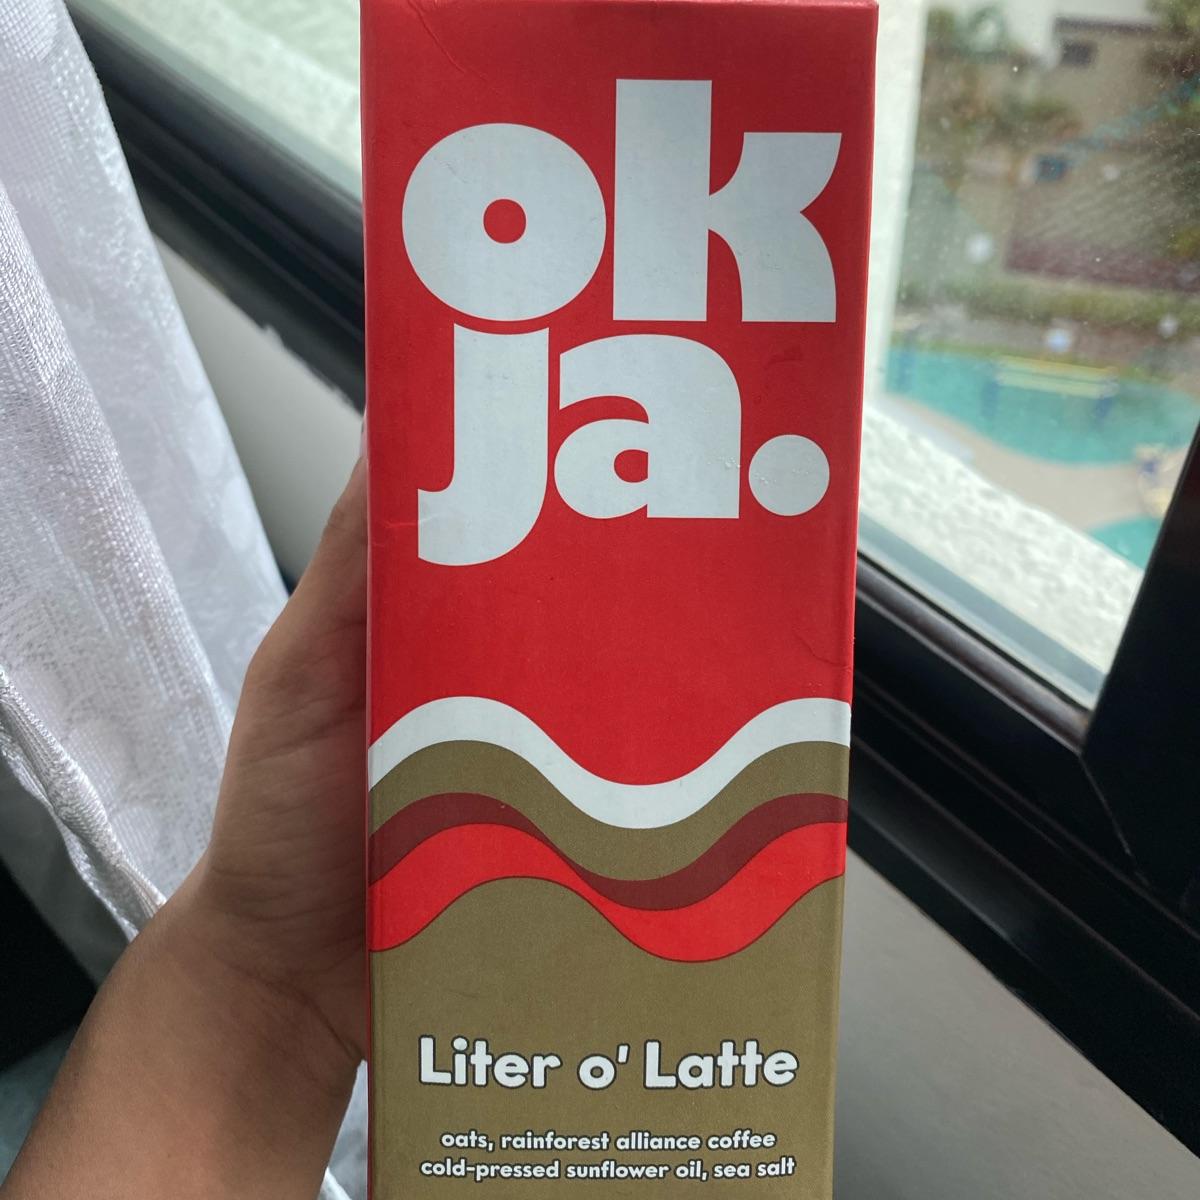 ok
ja.
Liter o' Latte
oats, rainforest alliance coffee
cold-pressed sunflower oil, sea salt